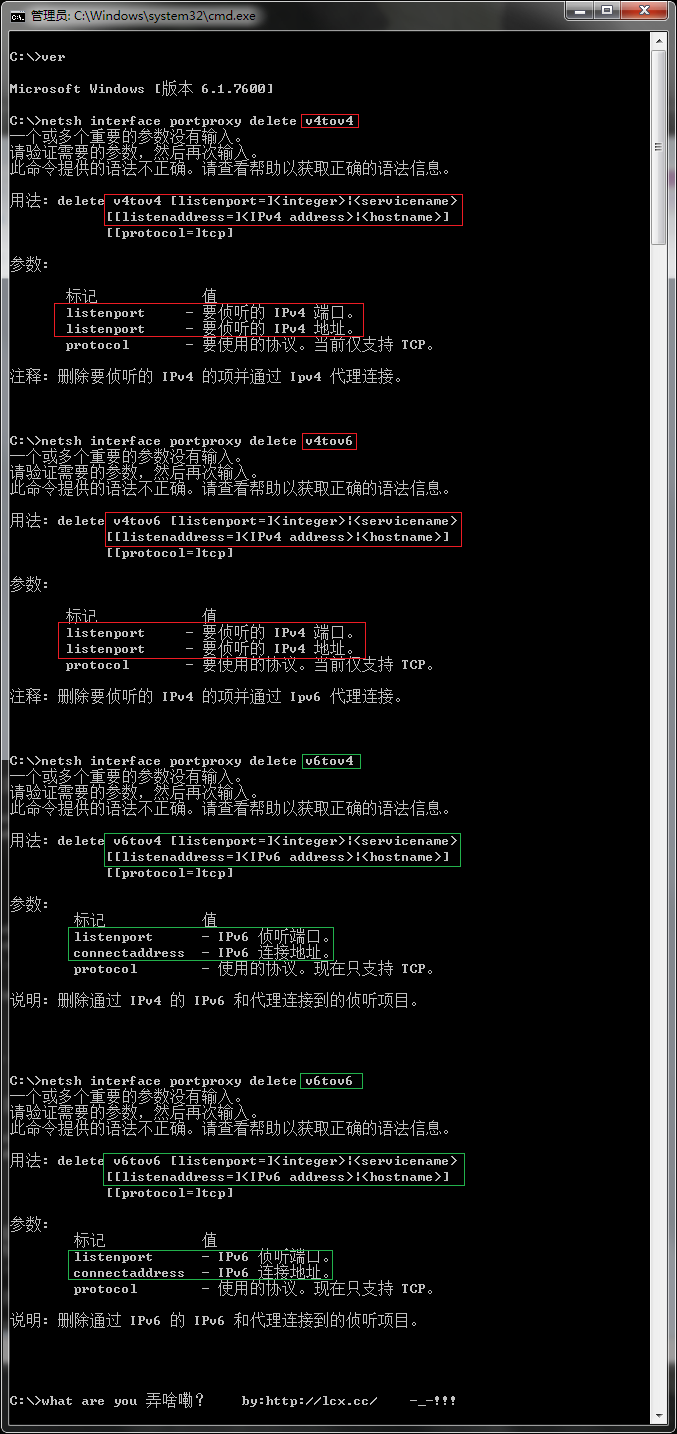 管理员: C:\Windows\system32\cmd.exe
C:\>ver
Microsoft Windows [版本 6.1.7600]
C:\>netsh interface portproxy delete v4tov4
一个或多个重要的参数没有输入。
请验证需要的参数，然后再次输入。
此命令提供的语法不正确。请查看帮助以获取正确的语法信息。
用法: delete v4tov4 [listenport=]<integer>|<servicename>
[[listenaddress=]<IPv4 address>|<hostname>]
[[protocol=]tcp]
参数:
标记 值
listenport - 要侦听的 IPv4 端口。
listenport - 要侦听的 IPv4 地址。
protocol - 要使用的协议。当前仅支持 TCP。
注释: 删除要侦听的 IPv4 的项并通过 Ipv4 代理连接。
C:\>netsh interface portproxy delete v4tov6
一个或多个重要的参数没有输入。
请验证需要的参数，然后再次输入。
此命令提供的语法不正确。请查看帮助以获取正确的语法信息。
用法: delete v4tov6 [listenport=]<integer>|<servicename>
[[listenaddress=]<IPv4 address>|<hostname>]
[[protocol=]tcp]
参数:
标记 值
listenport - 要侦听的 IPv4 端口。
listenport - 要侦听的 IPv4 地址。
protocol - 要使用的协议。当前仅支持 TCP。
注释: 删除要侦听的 IPv4 的项并通过 Ipv6 代理连接。
C:\>netsh interface portproxy delete v6tov4
一个或多个重要的参数没有输入。
请验证需要的参数，然后再次输入。
此命令提供的语法不正确。请查看帮助以获取正确的语法信息。
用法: delete v6tov4 [listenport=]<integer>|<servicename>
[[listenaddress=]<IPv6 address>|<hostname>]
[[protocol=]tcp]
参数:
标记 值
listenport - IPv6 侦听端口。
connectaddress - IPv6 连接地址。
protocol - 使用的协议。现在只支持 TCP。
说明: 删除通过 IPv4 的 IPv6 和代理连接到的侦听项目。
C:\>netsh interface portproxy delete v6tov6
一个或多个重要的参数没有输入。
请验证需要的参数，然后再次输入。
此命令提供的语法不正确。请查看帮助以获取正确的语法信息。
用法: delete v6tov6 [listenport=]<integer>|<servicename>
[[listenaddress=]<IPv6 address>|<hostname>]
[[protocol=]tcp]
参数:
标记 值
listenport - IPv6 侦听端口。
connectaddress - IPv6 连接地址。
protocol - 使用的协议。现在只支持 TCP。
说明: 删除通过 IPv6 的 IPv6 和代理连接到的侦听项目。
C:\>what are you 弄啥嘞？ by:http://lcx.cc/ -_-!!!